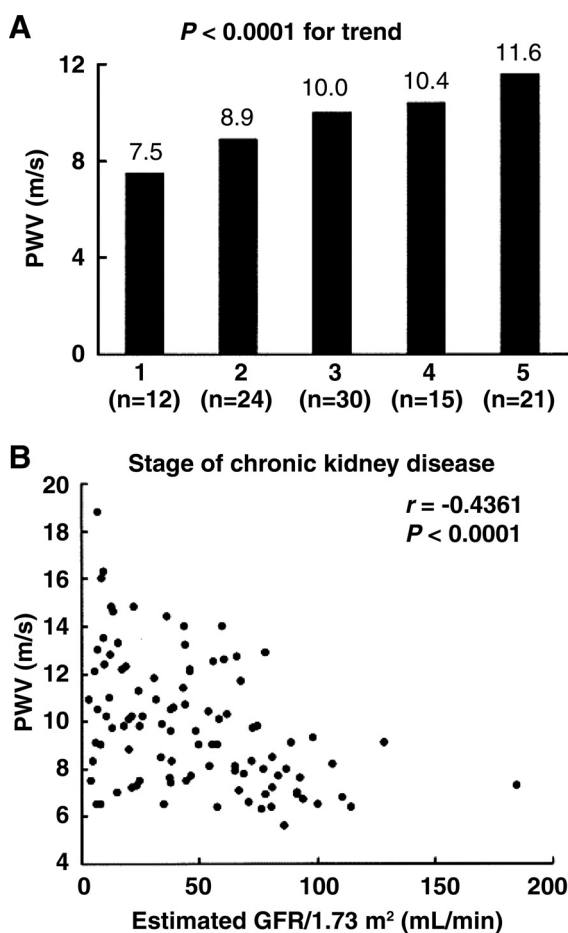 A
P < 0.0001 for trend
12
8
4
0
PWV (m/s)
7.5
8.9
10.0
10.4
11.6
1 2 3 4 5
(n=12) (n=24) (n=30) (n=15) (n=21)
B
Stage of chronic kidney disease
r = -0.4361
P < 0.0001
20
18
16
14
12
10
8
6
4
PWV (m/s)
0 50 100 150 200
Estimated GFR/1.73 m² (mL/min)